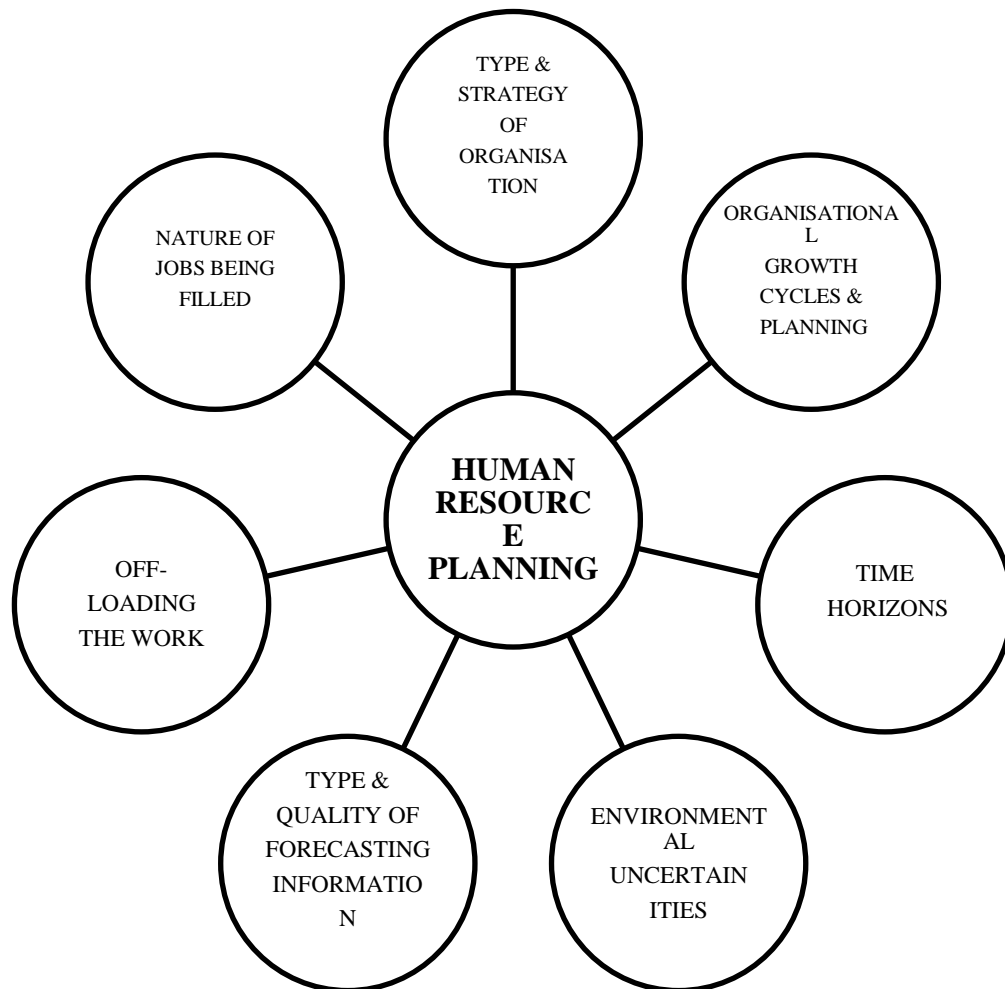 TYPE &
STRATEGY
OF
ORGANISA
TION
ORGANISATIONA
L
GROWTH
CYCLES &
PLANNING
TIME
HORIZONS
ENVIRONMENT
AL
UNCERTAIN
ITIES
TYPE &
QUALITY OF
FORECASTING
INFORMATIO
N
OFF-
LOADING
THE WORK
NATURE OF
JOBS BEING
FILLED
HUMAN
RESOURC
E
PLANNING